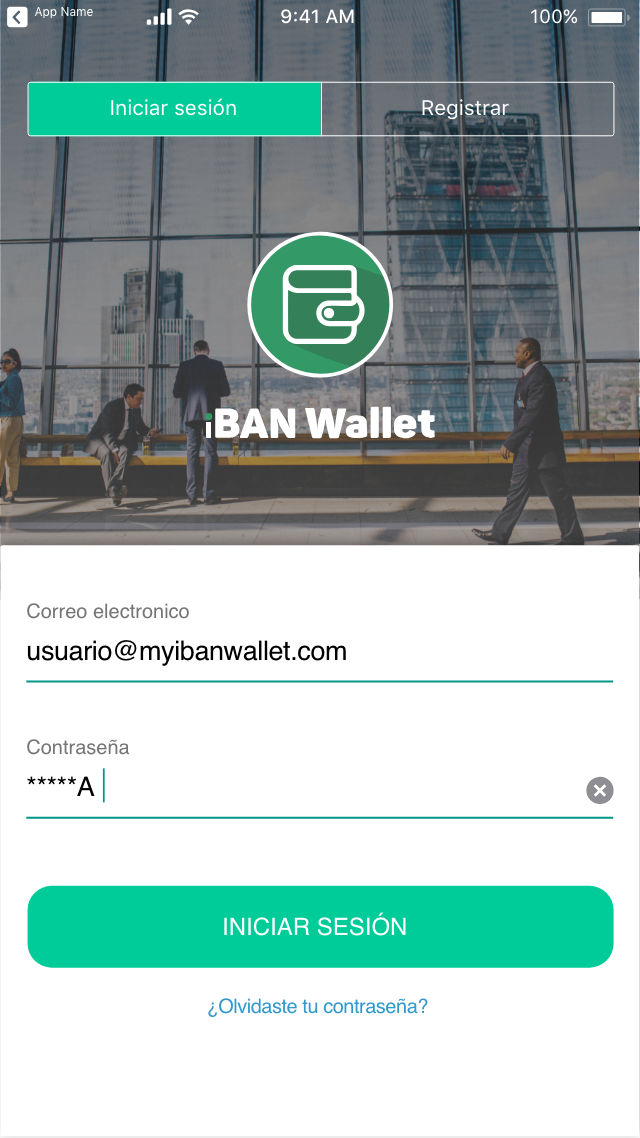 App Name
9:41 AM
100%
Iniciar sesión
Registrar
iBAN Wallet
Correo electronico
usuario@myibanwallet.com
Contraseña
*****A
INICIAR SESIÓN
¿Olvidaste tu contraseña?